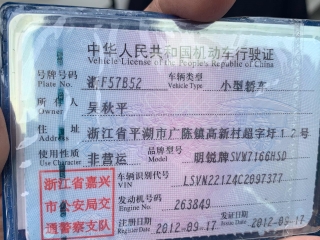 中华人民共和国机动车行驶证
Vehicle License of the People's Republic of China
号牌号码 Plate No. 浙F57B52 车辆类型 Vehicle Type 小型轿车
所有人 Owner 吴秋平
住址 Address 浙江省平湖市广陈镇高新村超字圩12号
使用性质 Use Character 非营运 品牌型号 Model 明锐牌SVW7166HSD
浙江省嘉兴市公安局交通警察支队
车辆识别代号 VIN LSVN221Z4C2097377
发动机号码 Engine No. 263849
注册日期 Register Date 2012-09-17 发证日期 Issue Date 2012-09-17